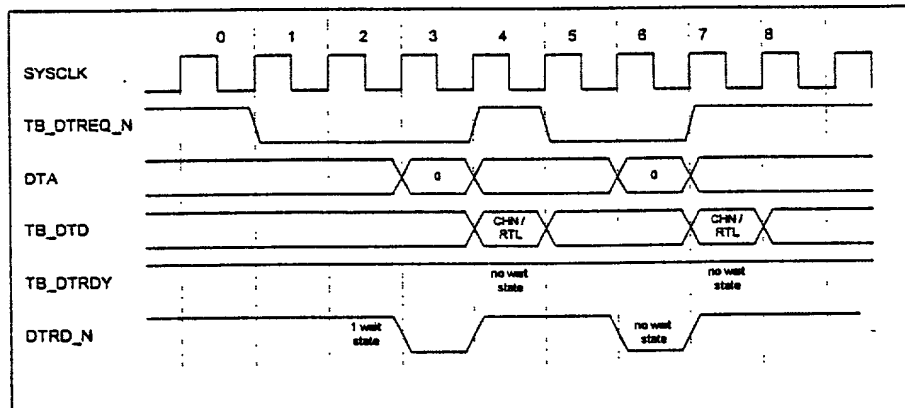 0 1 2 3 4 5 6 7 8
SYSCLK
TB_DTREQ_N
DTA
0 0
TB_DTD
CHN / RTL
CHN / RTL
TB_DTRDY
no wait state
no wait state
DTRD_N
1 wait state
no wait state